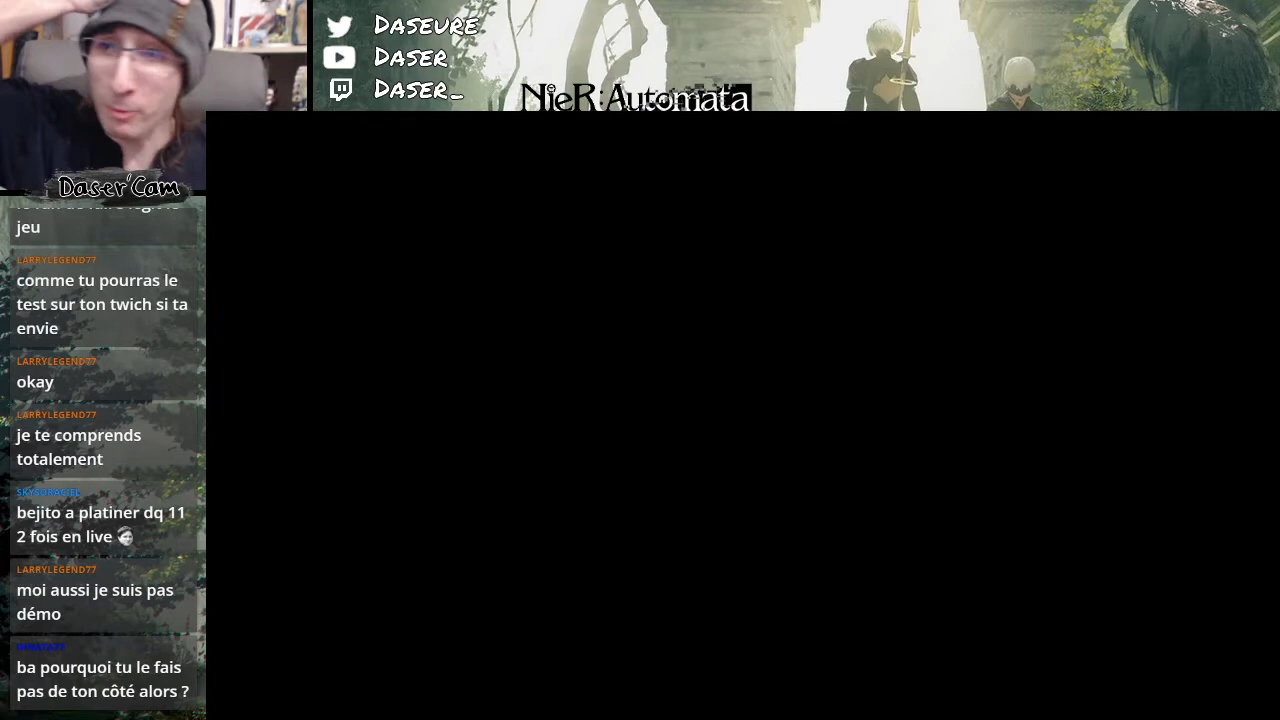 Daseure
Daser
Daser_
NieR:Automata
Daser'Cam
jeu
LARRYLEGEND77
comme tu pourras le
test sur ton twich si ta
envie
LARRYLEGEND77
okay
LARRYLEGEND77
je te comprends
totalement
bejito a platiner dq 11
2 fois en live
LARRYLEGEND77
moi aussi je suis pas
démo
ba pourquoi tu le fais
pas de ton côté alors ?